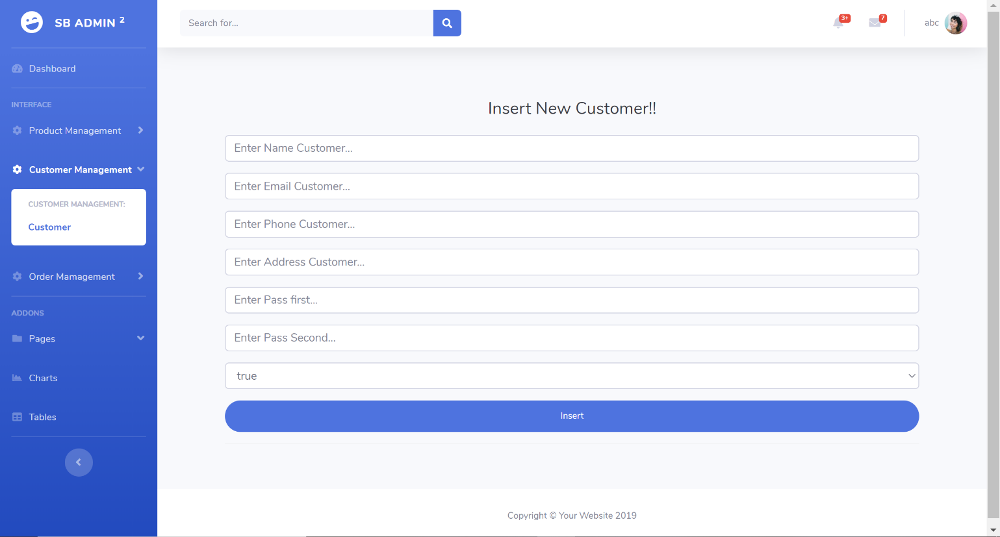 SB ADMIN 2
Dashboard
INTERFACE
Product Management
Customer Management
CUSTOMER MANAGEMENT:
Customer
Order Mamagement
ADDONS
Pages
Charts
Tables
Search for...
3+
7
abc
Insert New Customer!!
Enter Name Customer...
Enter Email Customer...
Enter Phone Customer...
Enter Address Customer...
Enter Pass first...
Enter Pass Second...
true
Insert
Copyright © Your Website 2019